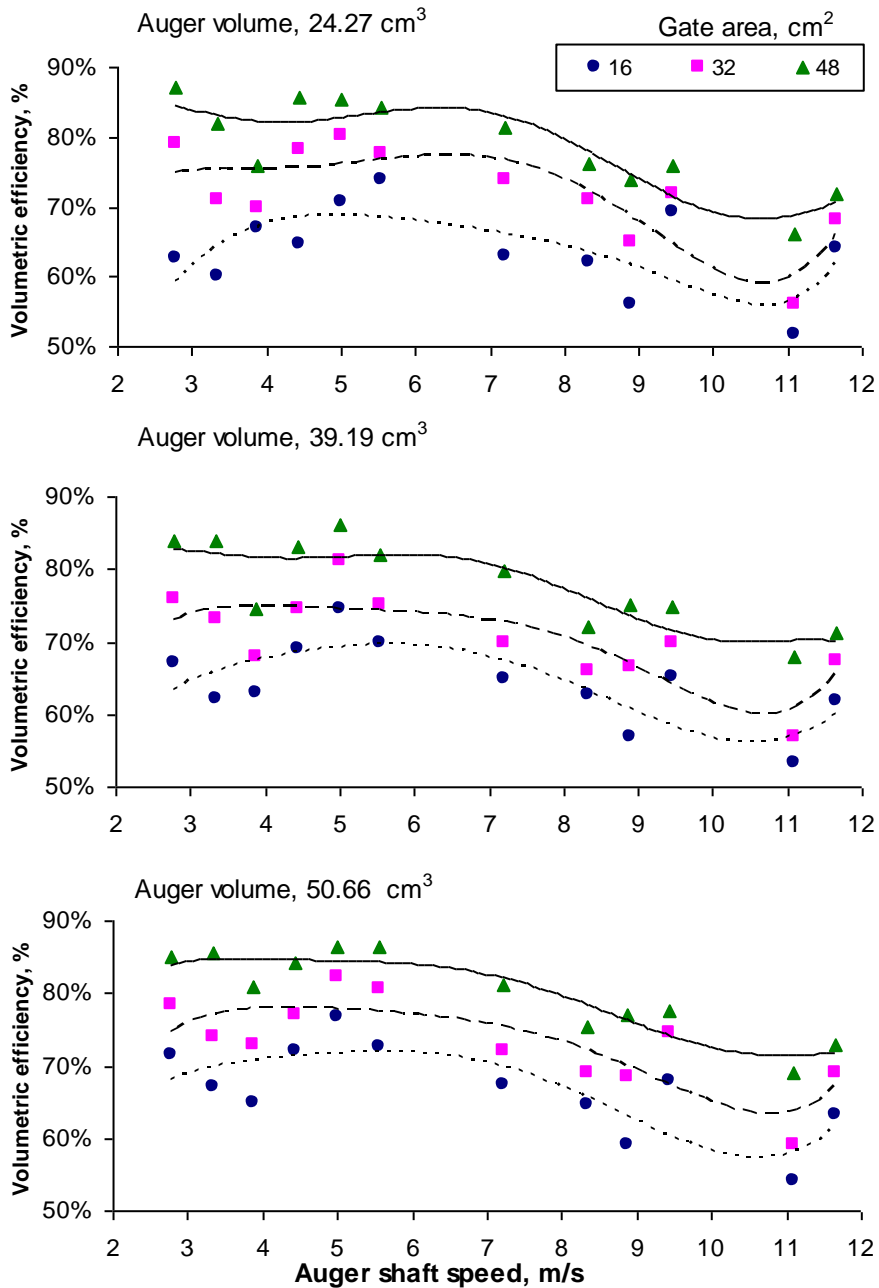 Auger volume, 24.27 cm³
Gate area, cm²
16 32 48
Volumetric efficiency, %
90%
80%
70%
60%
50%
2 3 4 5 6 7 8 9 10 11 12
Auger volume, 39.19 cm³
Volumetric efficiency, %
90%
80%
70%
60%
50%
2 3 4 5 6 7 8 9 10 11 12
Auger volume, 50.66 cm³
Volumetric efficiency, %
90%
80%
70%
60%
50%
2 3 4 5 6 7 8 9 10 11 12
Auger shaft speed, m/s